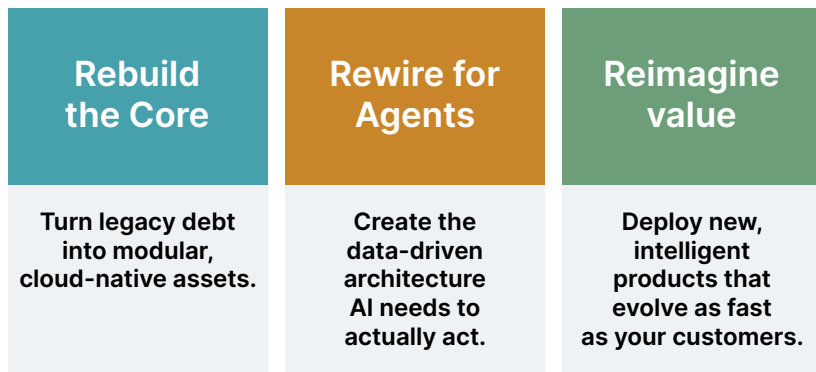 Rebuild
the Core
Turn legacy debt
into modular,
cloud-native assets.
Rewire for
Agents
Create the
data-driven
architecture
AI needs to
actually act.
Reimagine
value
Deploy new,
intelligent
products that
evolve as fast
as your customers.